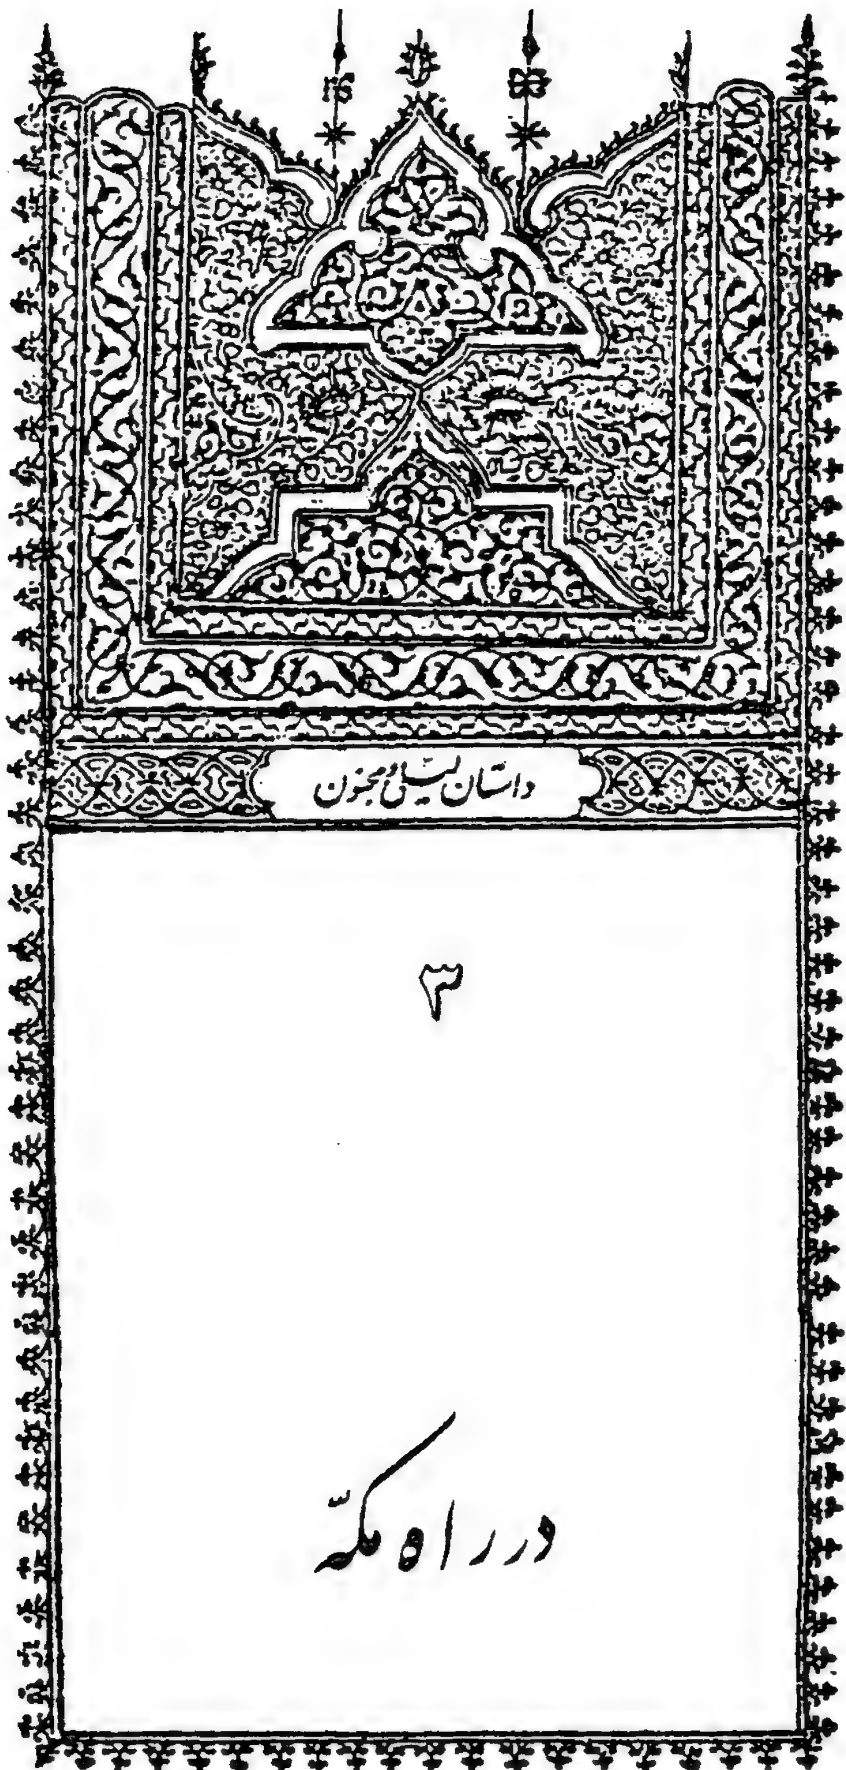 داستان لیلی و مجنون
۳
در راه مکّه